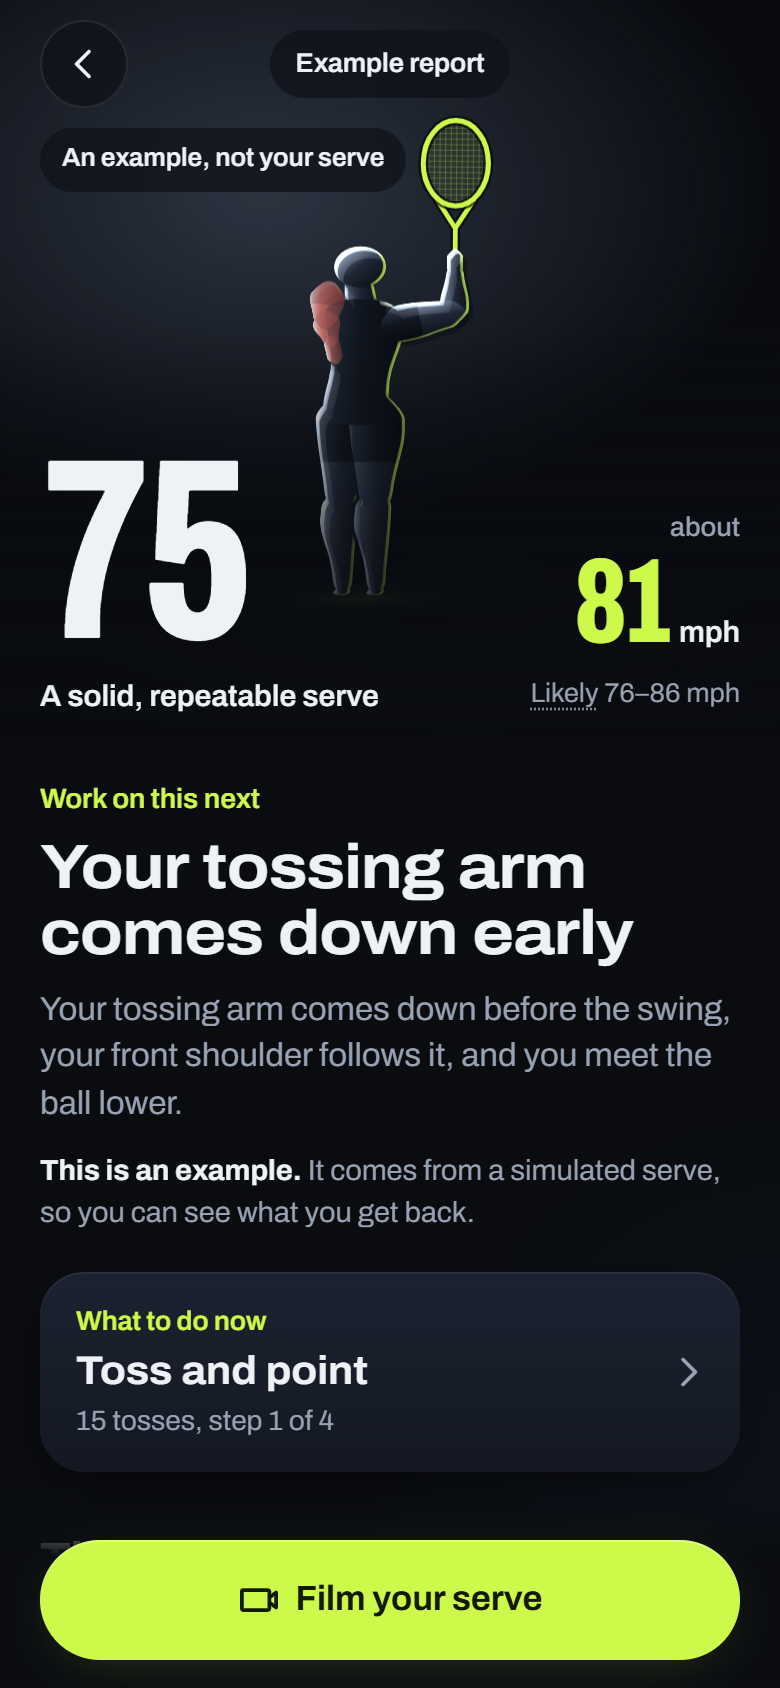 Example report
An example, not your serve
75
about
81 mph
A solid, repeatable serve
Likely 76–86 mph
Work on this next
Your tossing arm
comes down early
Your tossing arm comes down before the swing,
your front shoulder follows it, and you meet the
ball lower.
This is an example. It comes from a simulated serve,
so you can see what you get back.
What to do now
Toss and point
15 tosses, step 1 of 4
Film your serve